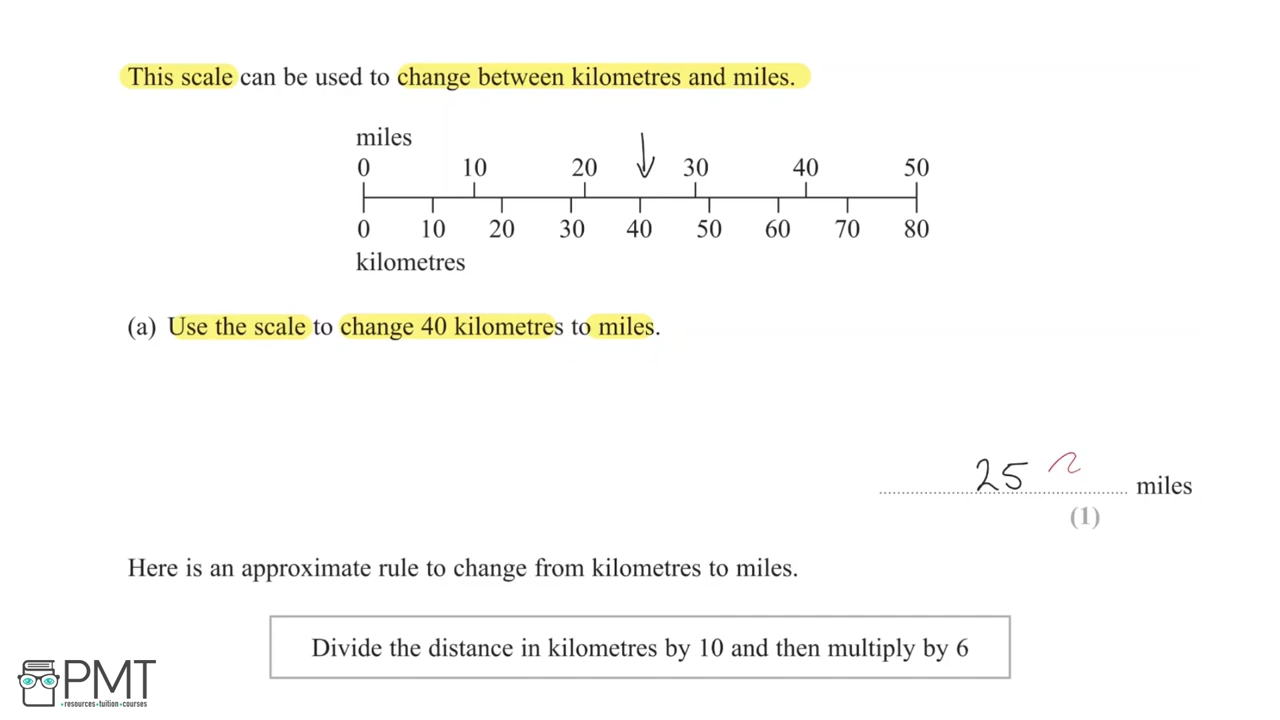 This scale can be used to change between kilometres and miles.
miles
0 10 20 30 40 50
0 10 20 30 40 50 60 70 80
kilometres
(a) Use the scale to change 40 kilometres to miles.
25 miles
(1)
Here is an approximate rule to change from kilometres to miles.
Divide the distance in kilometres by 10 and then multiply by 6
PMT
•resources•tuition•courses